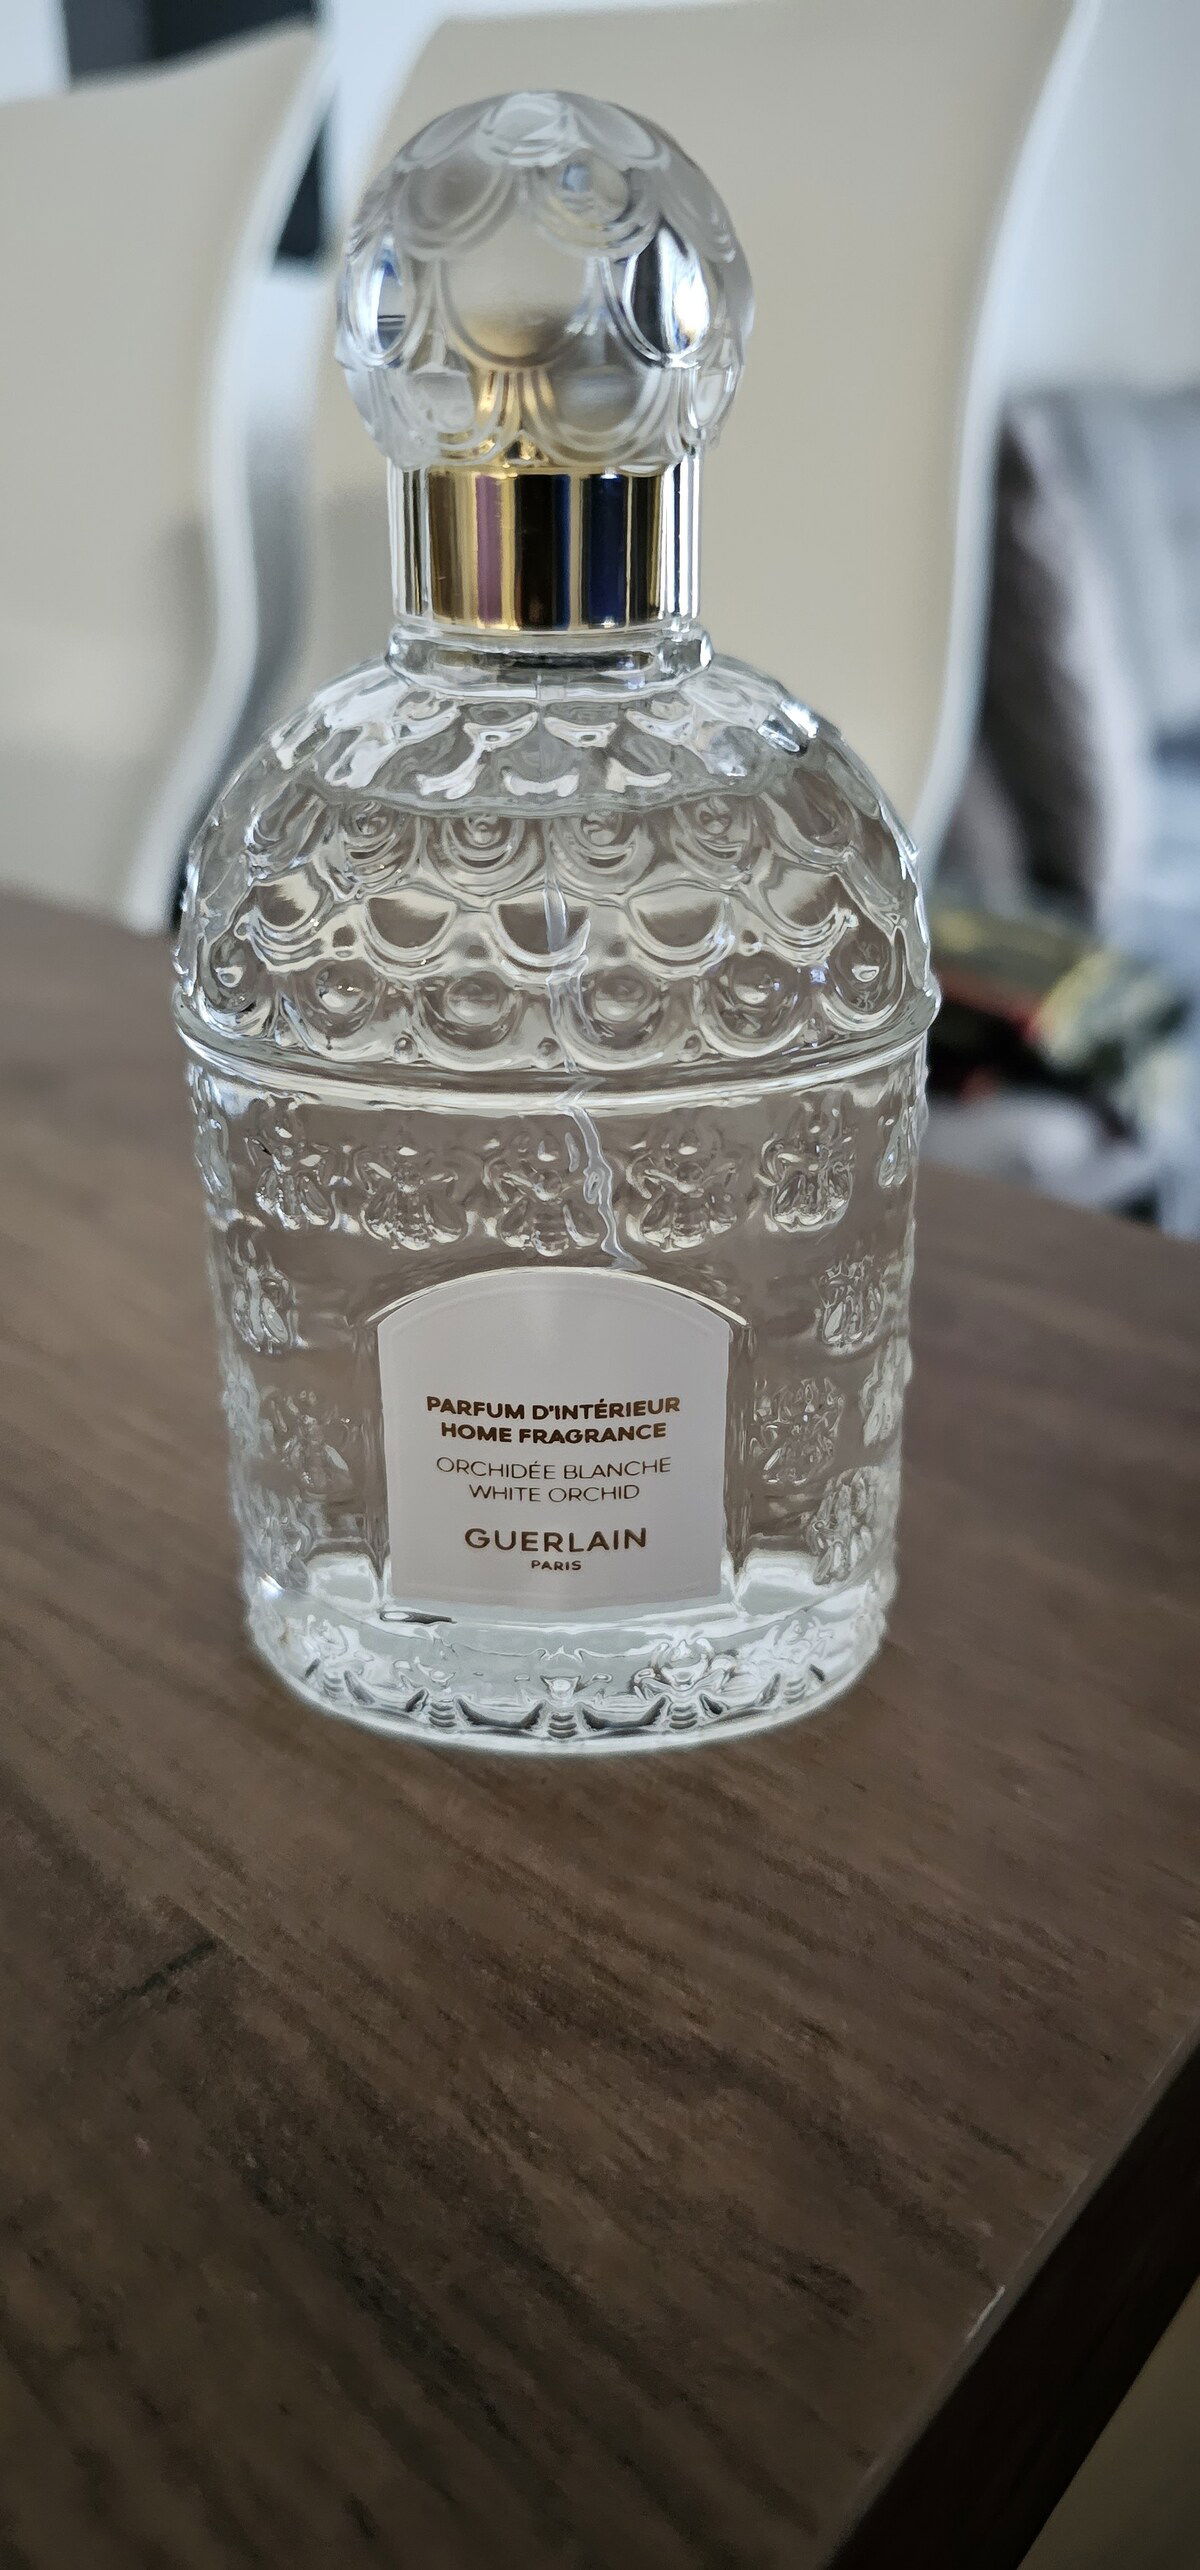 PARFUM D'INTÉRIEUR
HOME FRAGRANCE
ORCHIDÉE BLANCHE
WHITE ORCHID
GUERLAIN
PARIS